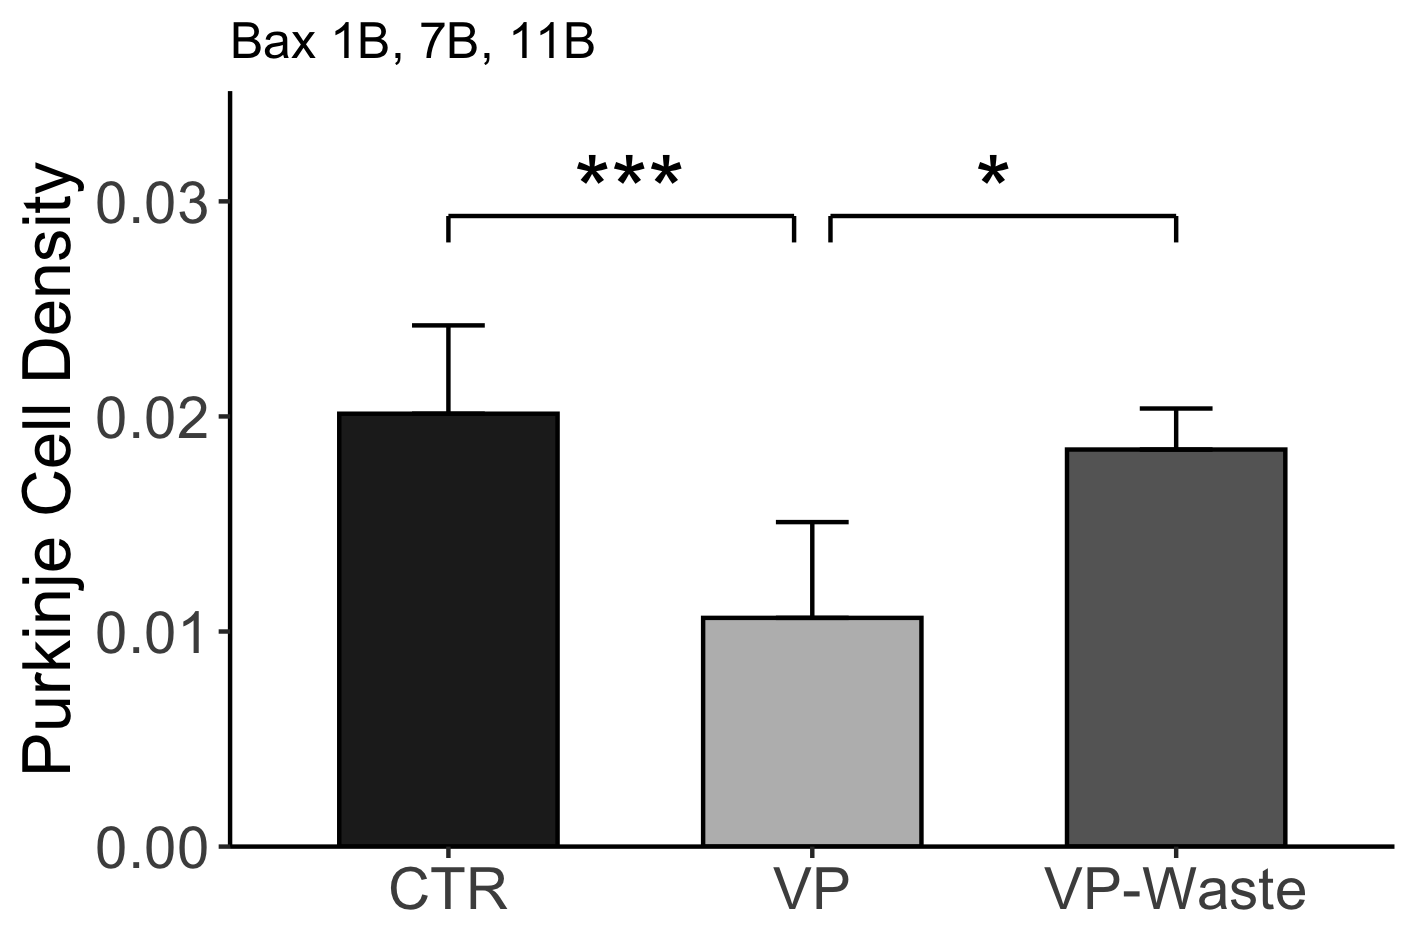 Bax 1B, 7B, 11B
Purkinje Cell Density
***
*
0.03
0.02
0.01
0.00
CTR
VP
VP-Waste